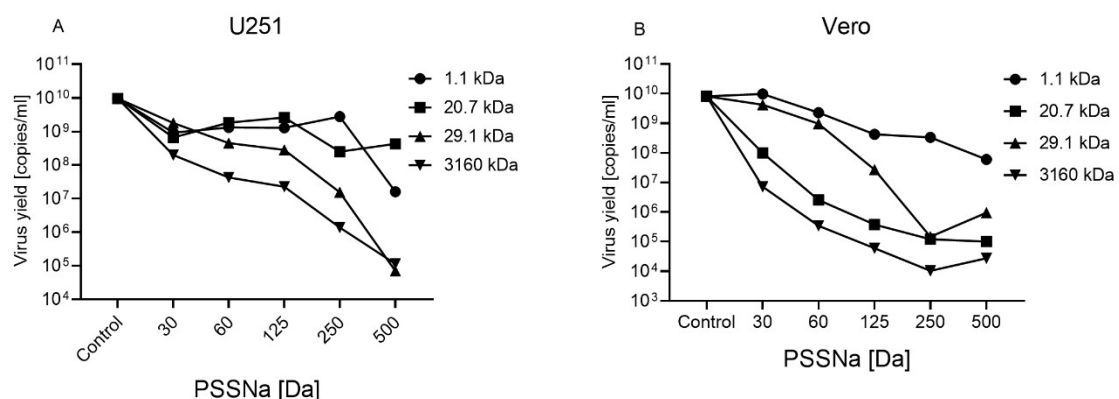 A
U251
Virus yield [copies/ml]
10¹¹
10¹⁰
10⁹
10⁸
10⁷
10⁶
10⁵
10⁴
Control
30
60
125
250
500
PSSNa [Da]
1.1 kDa
20.7 kDa
29.1 kDa
3160 kDa
B
Vero
Virus yield [copies/ml]
10¹¹
10¹⁰
10⁹
10⁸
10⁷
10⁶
10⁵
10⁴
10³
Control
30
60
125
250
500
PSSNa [Da]
1.1 kDa
20.7 kDa
29.1 kDa
3160 kDa